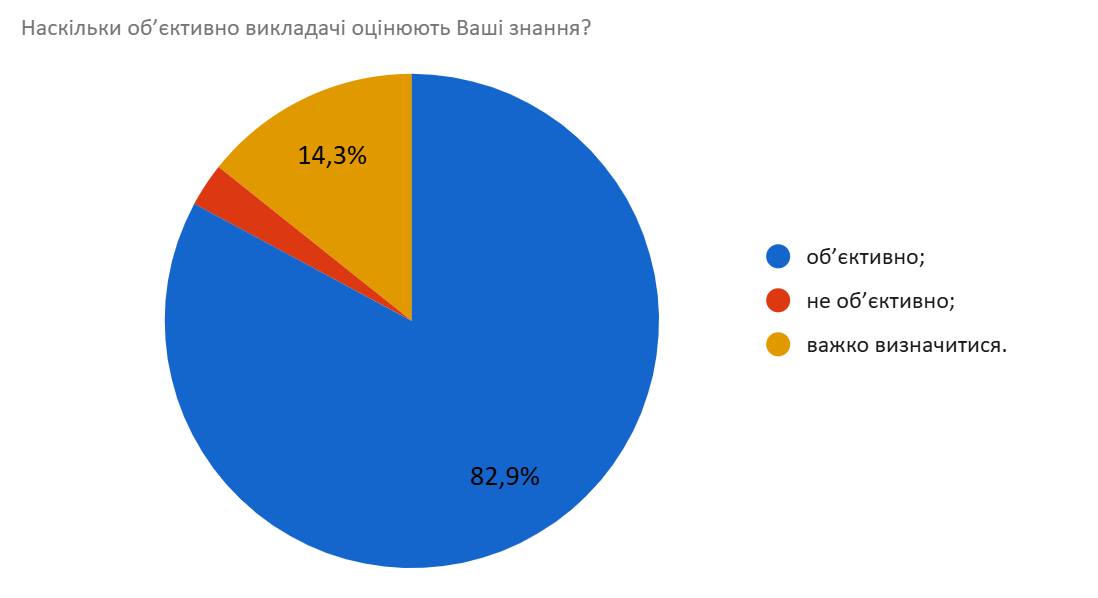 Наскільки об’єктивно викладачі оцінюють Ваші знання?
14,3%
82,9%
об’єктивно;
не об’єктивно;
важко визначитися.